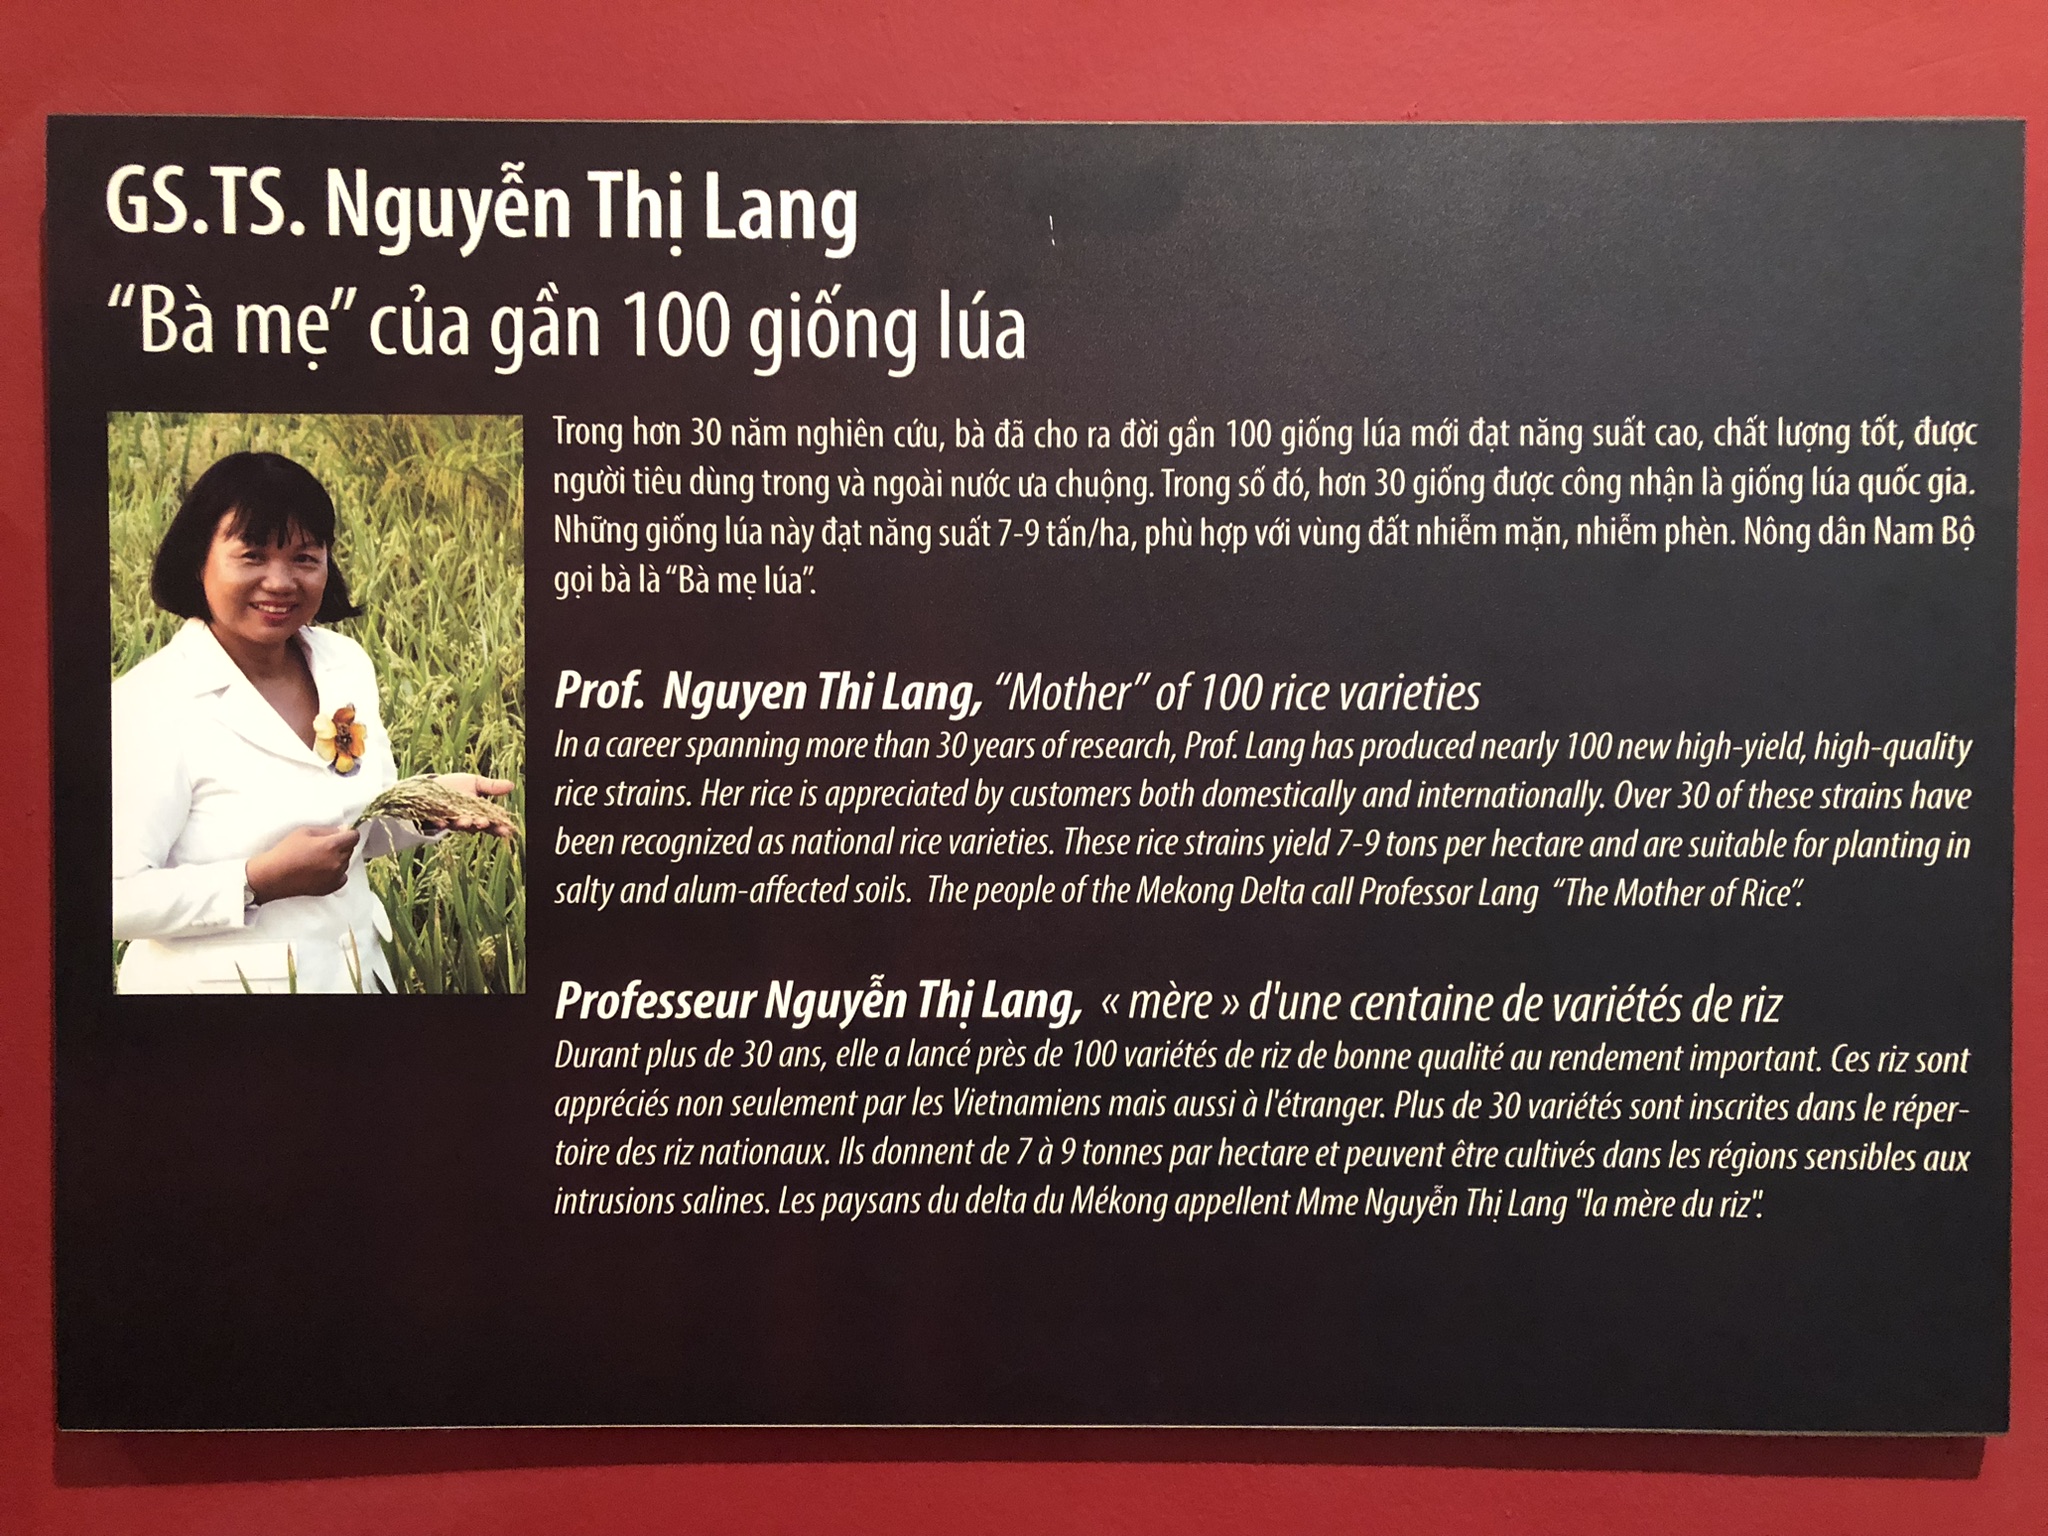 GS.TS. Nguyễn Thị Lang
“Bà mẹ” của gần 100 giống lúa
Trong hơn 30 năm nghiên cứu, bà đã cho ra đời gần 100 giống lúa mới đạt năng suất cao, chất lượng tốt, được
người tiêu dùng trong và ngoài nước ưa chuộng. Trong số đó, hơn 30 giống được công nhận là giống lúa quốc gia.
Những giống lúa này đạt năng suất 7-9 tấn/ha, phù hợp với vùng đất nhiễm mặn, nhiễm phèn. Nông dân Nam Bộ
gọi bà là “Bà mẹ lúa”.
Prof. Nguyen Thi Lang, “Mother” of 100 rice varieties
In a career spanning more than 30 years of research, Prof. Lang has produced nearly 100 new high-yield, high-quality
rice strains. Her rice is appreciated by customers both domestically and internationally. Over 30 of these strains have
been recognized as national rice varieties. These rice strains yield 7-9 tons per hectare and are suitable for planting in
salty and alum-affected soils. The people of the Mekong Delta call Professor Lang “The Mother of Rice”.
Professeur Nguyễn Thị Lang, « mère » d'une centaine de variétés de riz
Durant plus de 30 ans, elle a lancé près de 100 variétés de riz de bonne qualité au rendement important. Ces riz sont
appréciés non seulement par les Vietnamiens mais aussi à l'étranger. Plus de 30 variétés sont inscrites dans le réper-
toire des riz nationaux. Ils donnent de 7 à 9 tonnes par hectare et peuvent être cultivés dans les régions sensibles aux
intrusions salines. Les paysans du delta du Mékong appellent Mme Nguyễn Thị Lang "la mère du riz".